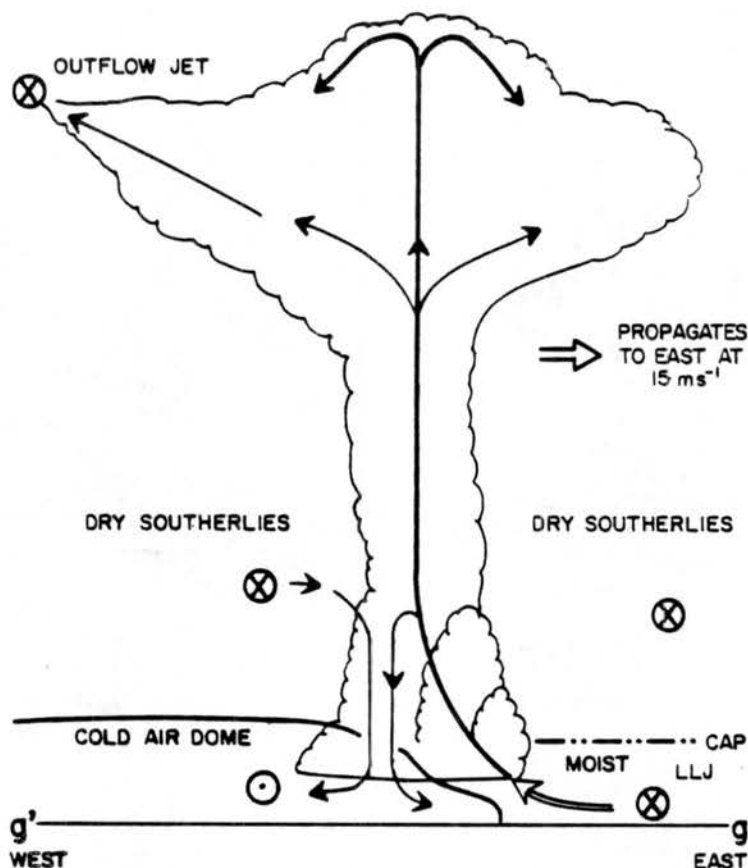 OUTFLOW JET
PROPAGATES
TO EAST AT
15 ms⁻¹
DRY SOUTHERLIES
DRY SOUTHERLIES
COLD AIR DOME
CAP
MOIST
LLJ
g'
g
WEST
EAST